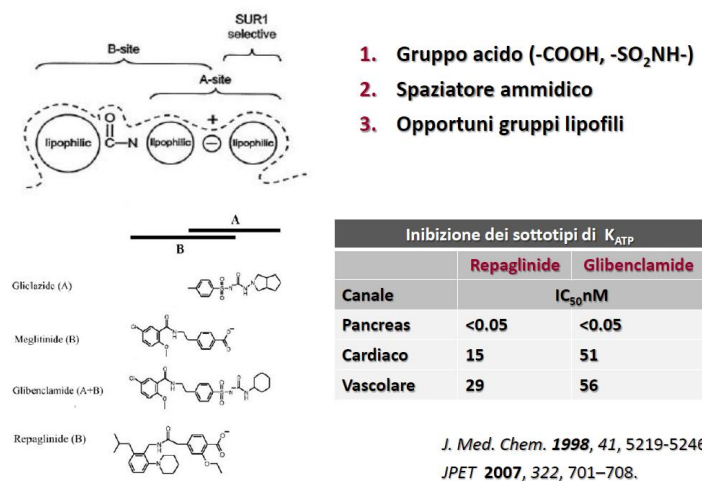 SUR1
selective
B-site
A-site
lipophilic
O
C
N
lipophilic
+
−
lipophilic
1. Gruppo acido (-COOH, -SO2NH-)
2. Spaziatore ammidico
3. Opportuni gruppi lipofili
A
B
Gliclazide (A)
Meglitinide (B)
Glibenclamide (A+B)
Repaglinide (B)
Inibizione dei sottotipi di KATP
Repaglinide Glibenclamide
Canale IC50nM
Pancreas <0.05 <0.05
Cardiaco 15 51
Vascolare 29 56
J. Med. Chem. 1998, 41, 5219-5246
JPET 2007, 322, 701–708.